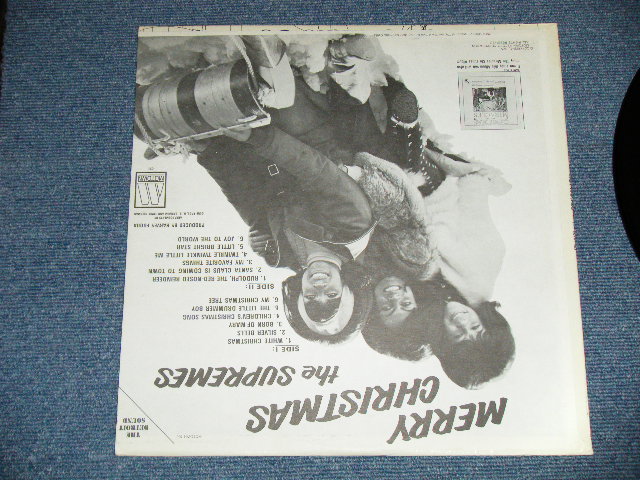 THE
DETROIT
SOUND
MERRY
CHRISTMAS
the SUPREMES
SIDE I:
1. WHITE CHRISTMAS
2. SILVER BELLS
3. BORN OF MARY
4. CHILDREN'S CHRISTMAS SONG
5. THE LITTLE DRUMMER BOY
6. MY CHRISTMAS TREE
SIDE II:
1. RUDOLPH, THE RED-NOSED REINDEER
2. SANTA CLAUS IS COMING TO TOWN
3. MY FAVORITE THINGS
4. TWINKLE TWINKLE LITTLE ME
5. LITTLE BRIGHT STAR
6. JOY TO THE WORLD
PRODUCED BY HARVEY FUQUA
M
MOTOWN